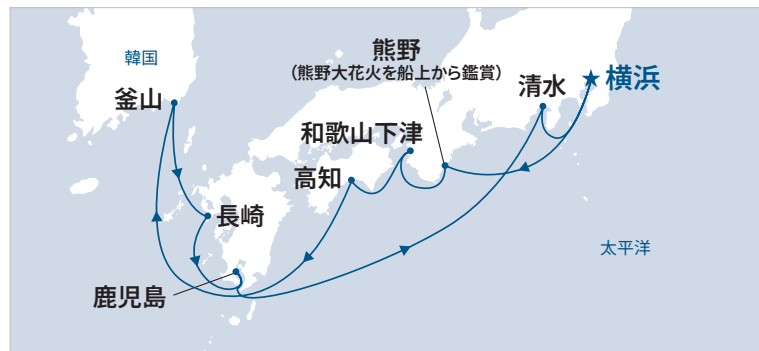 韓国
釜山
熊野
（熊野大花火を船上から鑑賞）
清水
横浜
和歌山下津
高知
長崎
鹿児島
太平洋